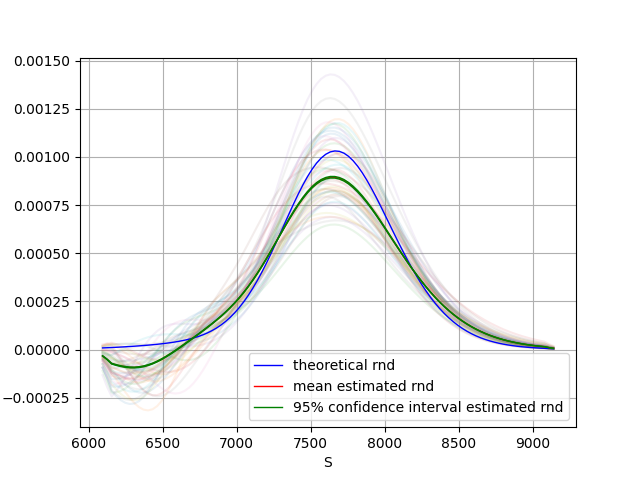 0.00150
0.00125
0.00100
0.00075
0.00050
0.00025
0.00000
−0.00025
6000 6500 7000 7500 8000 8500 9000
S
theoretical rnd
mean estimated rnd
95% confidence interval estimated rnd